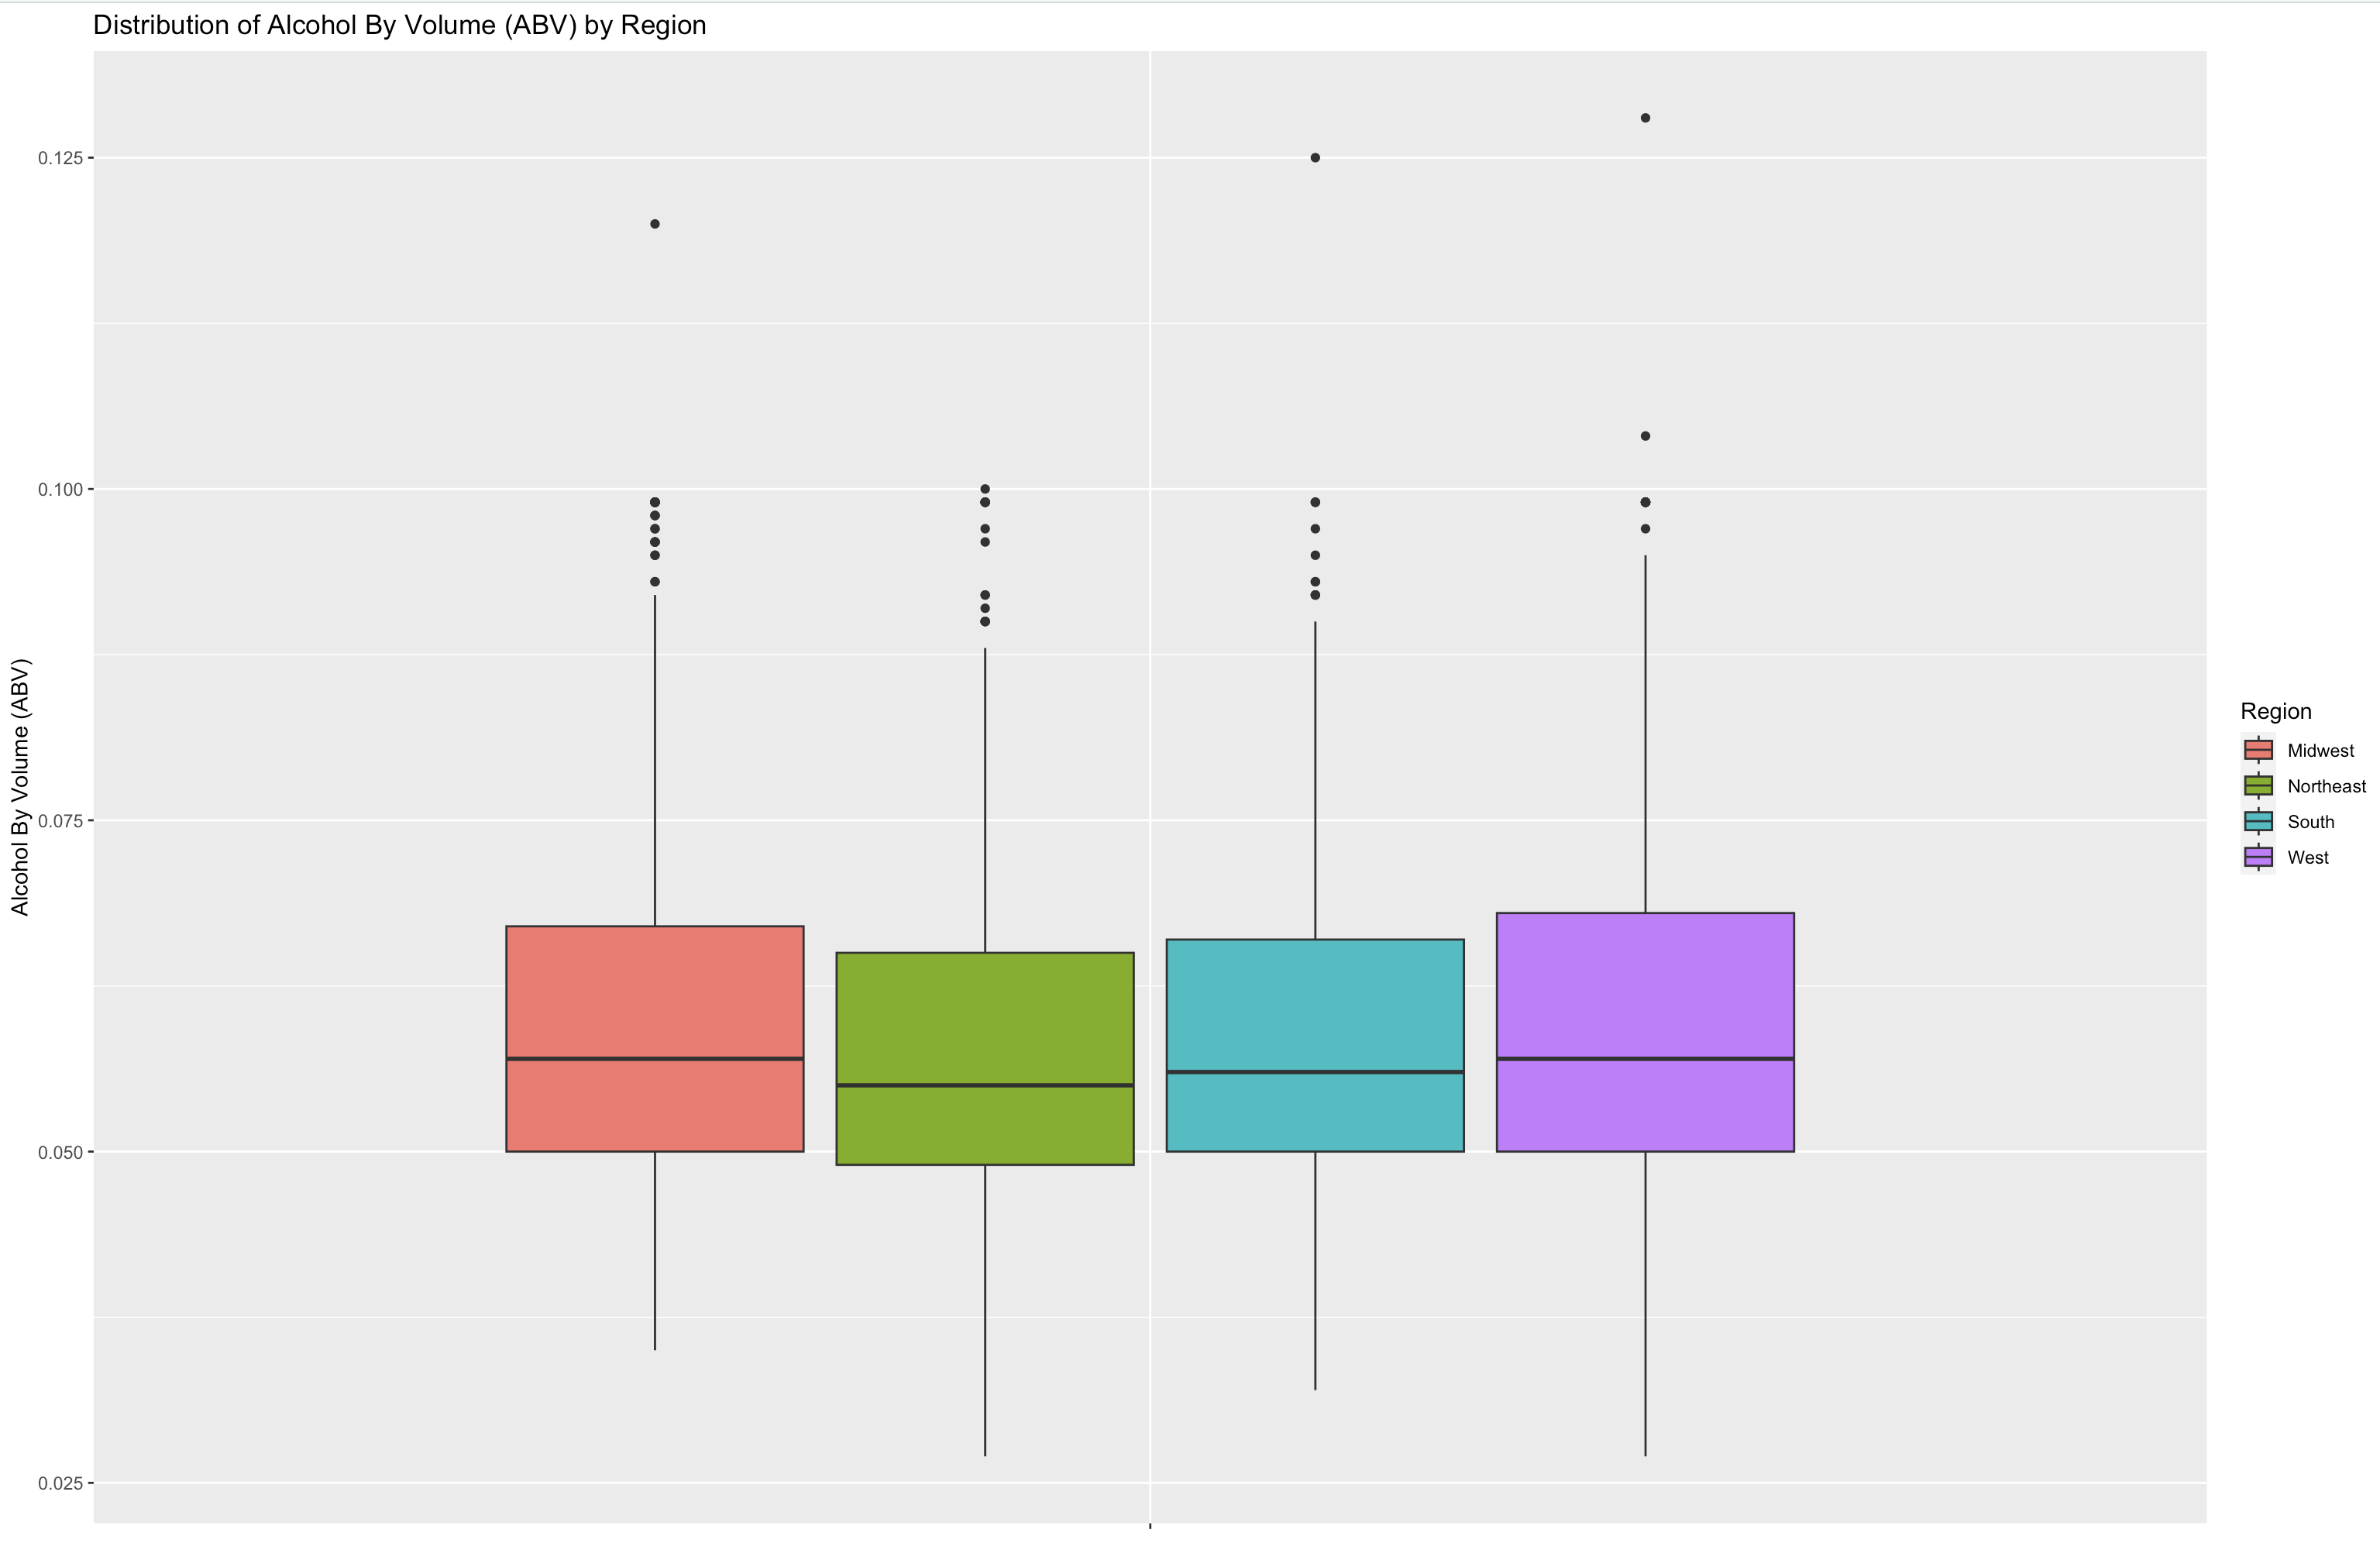 Distribution of Alcohol By Volume (ABV) by Region
Alcohol By Volume (ABV)
0.125
0.100
0.075
0.050
0.025
Region
Midwest
Northeast
South
West